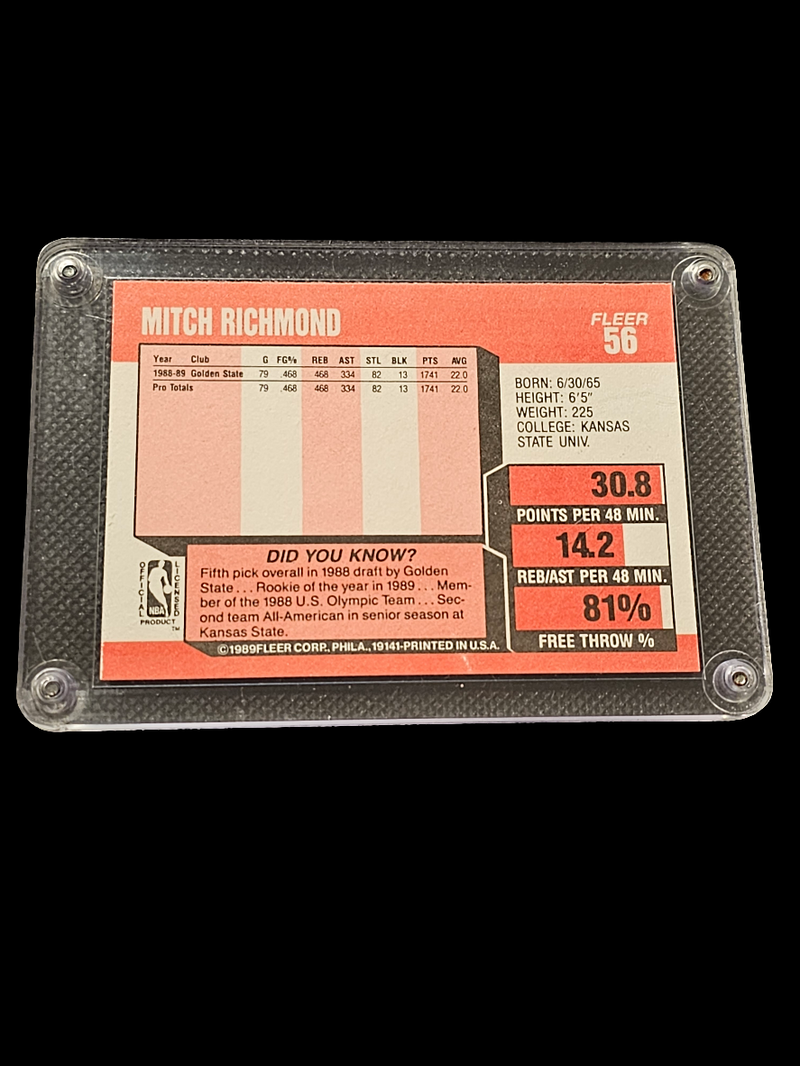 MITCH RICHMOND
FLEER
56
Year Club G FG% REB AST STL BLK PTS AVG
1988-89 Golden State 79 .468 468 334 82 13 1741 22.0
Pro Totals 79 .468 468 334 82 13 1741 22.0
BORN: 6/30/65
HEIGHT: 6'5"
WEIGHT: 225
COLLEGE: KANSAS
STATE UNIV.
30.8
POINTS PER 48 MIN.
14.2
REB/AST PER 48 MIN.
81%
FREE THROW %
DID YOU KNOW?
Fifth pick overall in 1988 draft by Golden
State . . . Rookie of the year in 1989 . . . Mem-
ber of the 1988 U.S. Olympic Team . . . Sec-
ond team All-American in senior season at
Kansas State.
OFFICIAL
LICENSED
NBA
PRODUCT
TM
©1989 FLEER CORP., PHILA., 19141-PRINTED IN U.S.A.